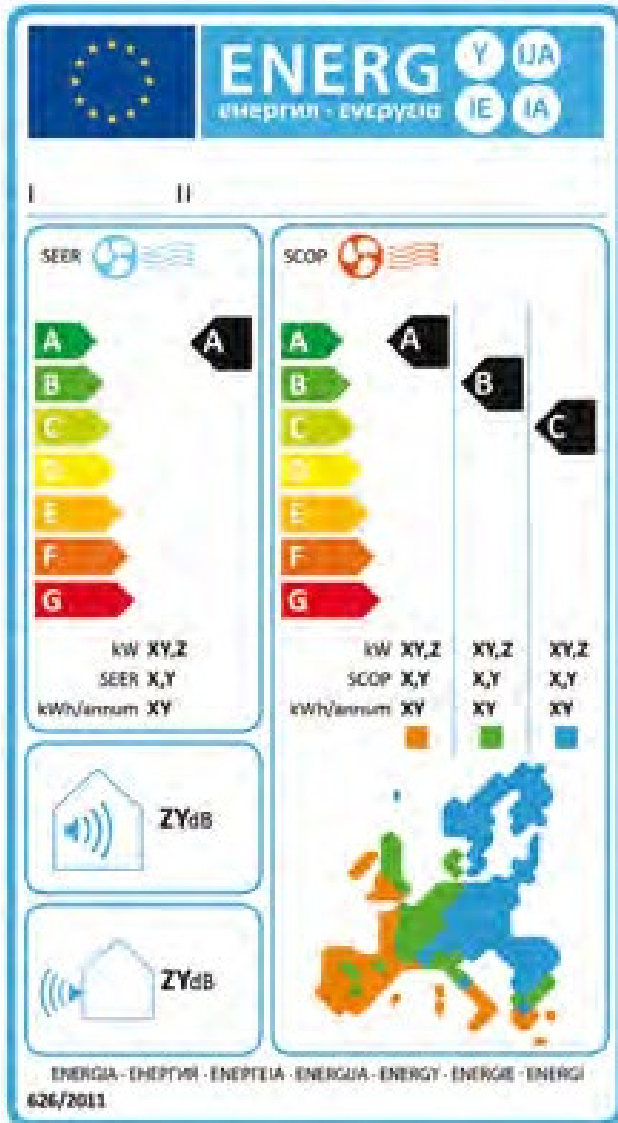 ENERG Y IJA
енергия · ενεργεια IE IA
I II
SEER
A A
B
C
D
E
F
G
kW XY,Z
SEER X,Y
kWh/annum XY
SCOP
A A
B B
C C
D
E
F
G
kW XY,Z XY,Z XY,Z
SCOP X,Y X,Y X,Y
kWh/annum XY XY XY
ZYdB
ZYdB
ENERGIA · ЕНЕРГИЯ · ΕΝΕΡΓΕΙΑ · ENERGIJA · ENERGY · ENERGIE · ENERGI
626/2011